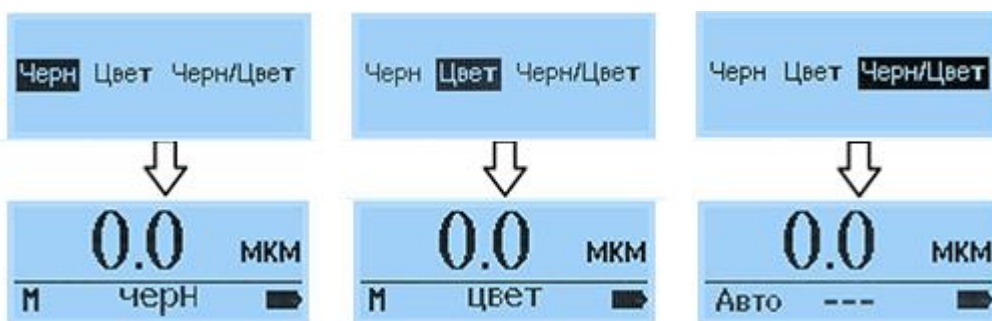 Черн Цвет Черн/Цвет
Черн Цвет Черн/Цвет
Черн Цвет Черн/Цвет
0.0 мкм
М черн
0.0 мкм
М цвет
0.0 мкм
Авто ---